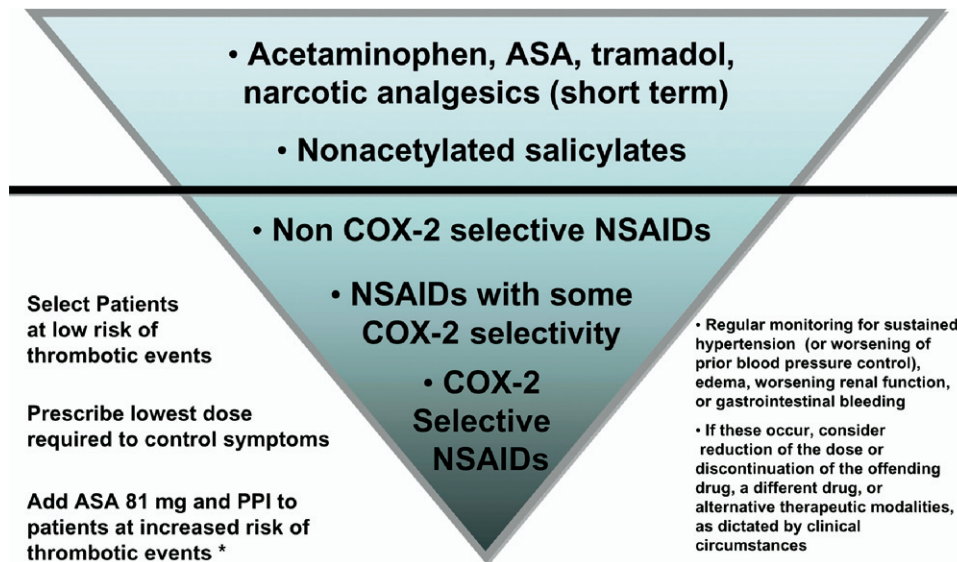 • Acetaminophen, ASA, tramadol,
narcotic analgesics (short term)
• Nonacetylated salicylates
• Non COX-2 selective NSAIDs
• NSAIDs with some
COX-2 selectivity
• COX-2
Selective
NSAIDs
Select Patients
at low risk of
thrombotic events
Prescribe lowest dose
required to control symptoms
Add ASA 81 mg and PPI to
patients at increased risk of
thrombotic events *
• Regular monitoring for sustained
hypertension (or worsening of
prior blood pressure control),
edema, worsening renal function,
or gastrointestinal bleeding
• If these occur, consider
reduction of the dose or
discontinuation of the offending
drug, a different drug, or
alternative therapeutic modalities,
as dictated by clinical
circumstances